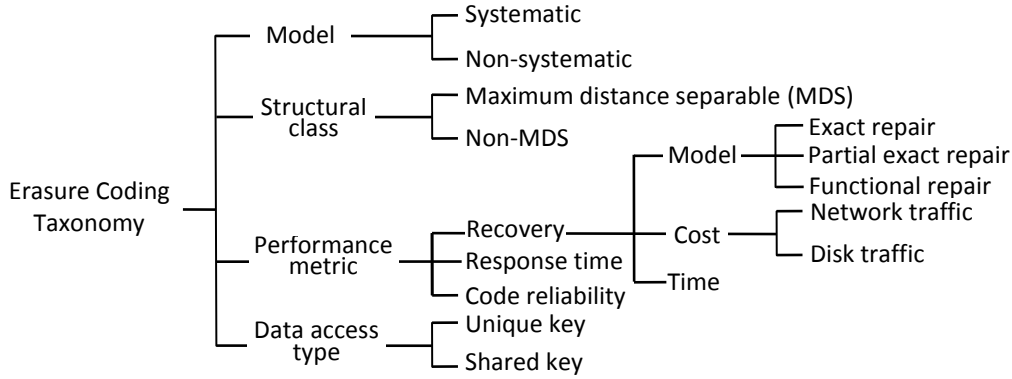 Erasure Coding
Taxonomy
Model
Systematic
Non-systematic
Structural
class
Maximum distance separable (MDS)
Non-MDS
Performance
metric
Recovery
Model
Exact repair
Partial exact repair
Functional repair
Cost
Network traffic
Disk traffic
Time
Response time
Code reliability
Data access
type
Unique key
Shared key